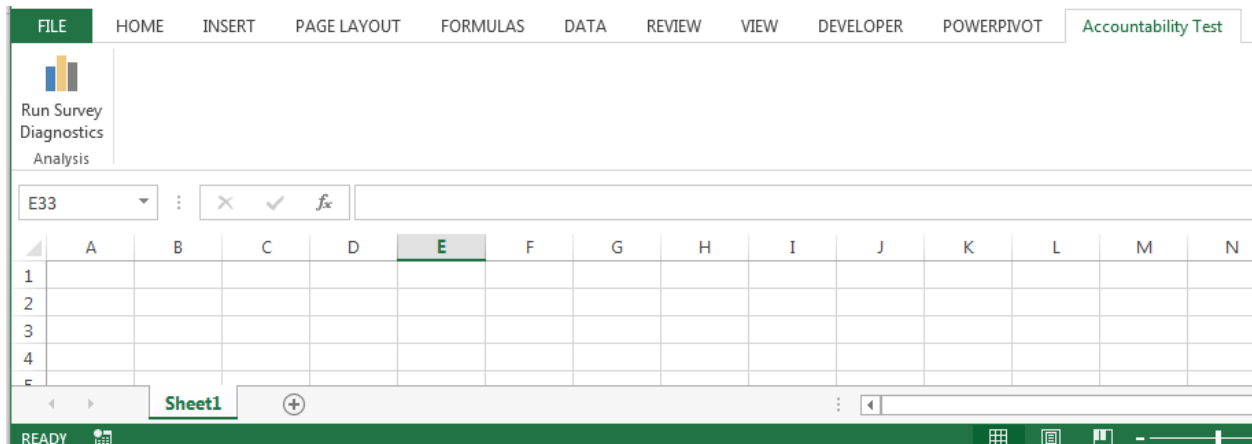 FILE HOME INSERT PAGE LAYOUT FORMULAS DATA REVIEW VIEW DEVELOPER POWERPIVOT Accountability Test
Run Survey
Diagnostics
Analysis
E33 fx
A B C D E F G H I J K L M N
1
2
3
4
5
Sheet1
READY